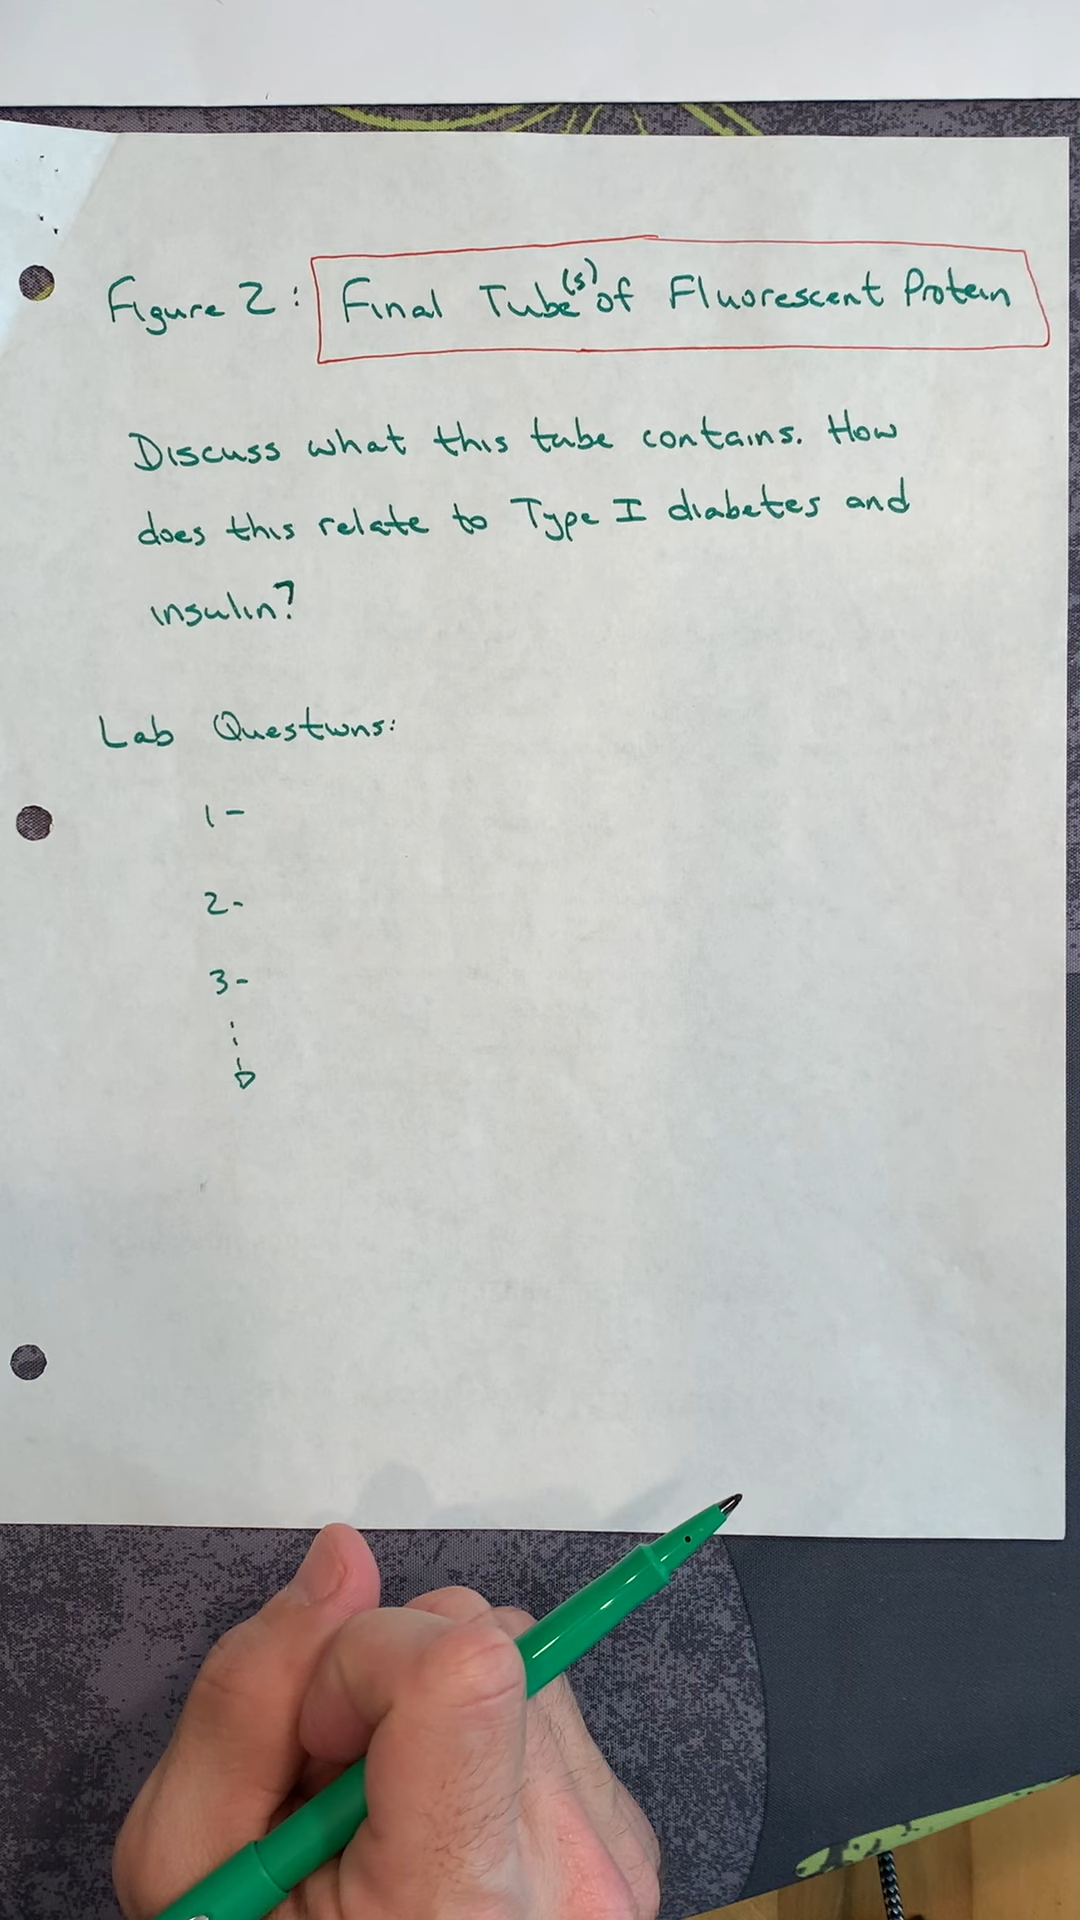 Figure 2: Final Tube(s) of Fluorescent Protein
Discuss what this tube contains. How
does this relate to Type I diabetes and
insulin?
Lab Questions:
1-
2-
3-